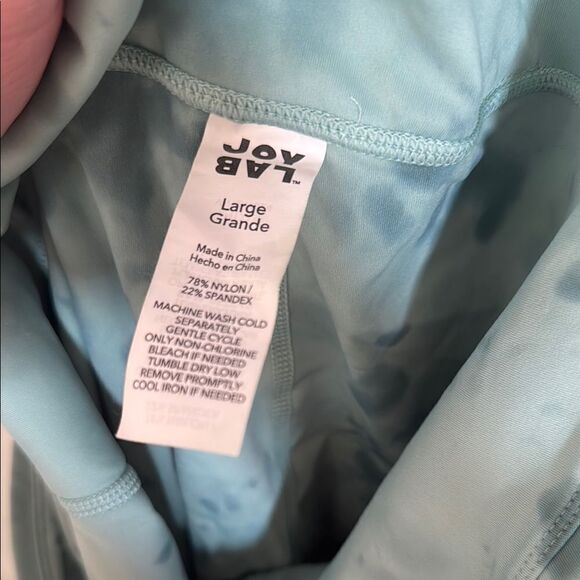 JOY
LAB™
Large
Grande
Made in China
Hecho en China
78% NYLON/
22% SPANDEX
MACHINE WASH COLD
SEPARATELY
GENTLE CYCLE
ONLY NON-CHLORINE
BLEACH IF NEEDED
TUMBLE DRY LOW
REMOVE PROMPTLY
COOL IRON IF NEEDED